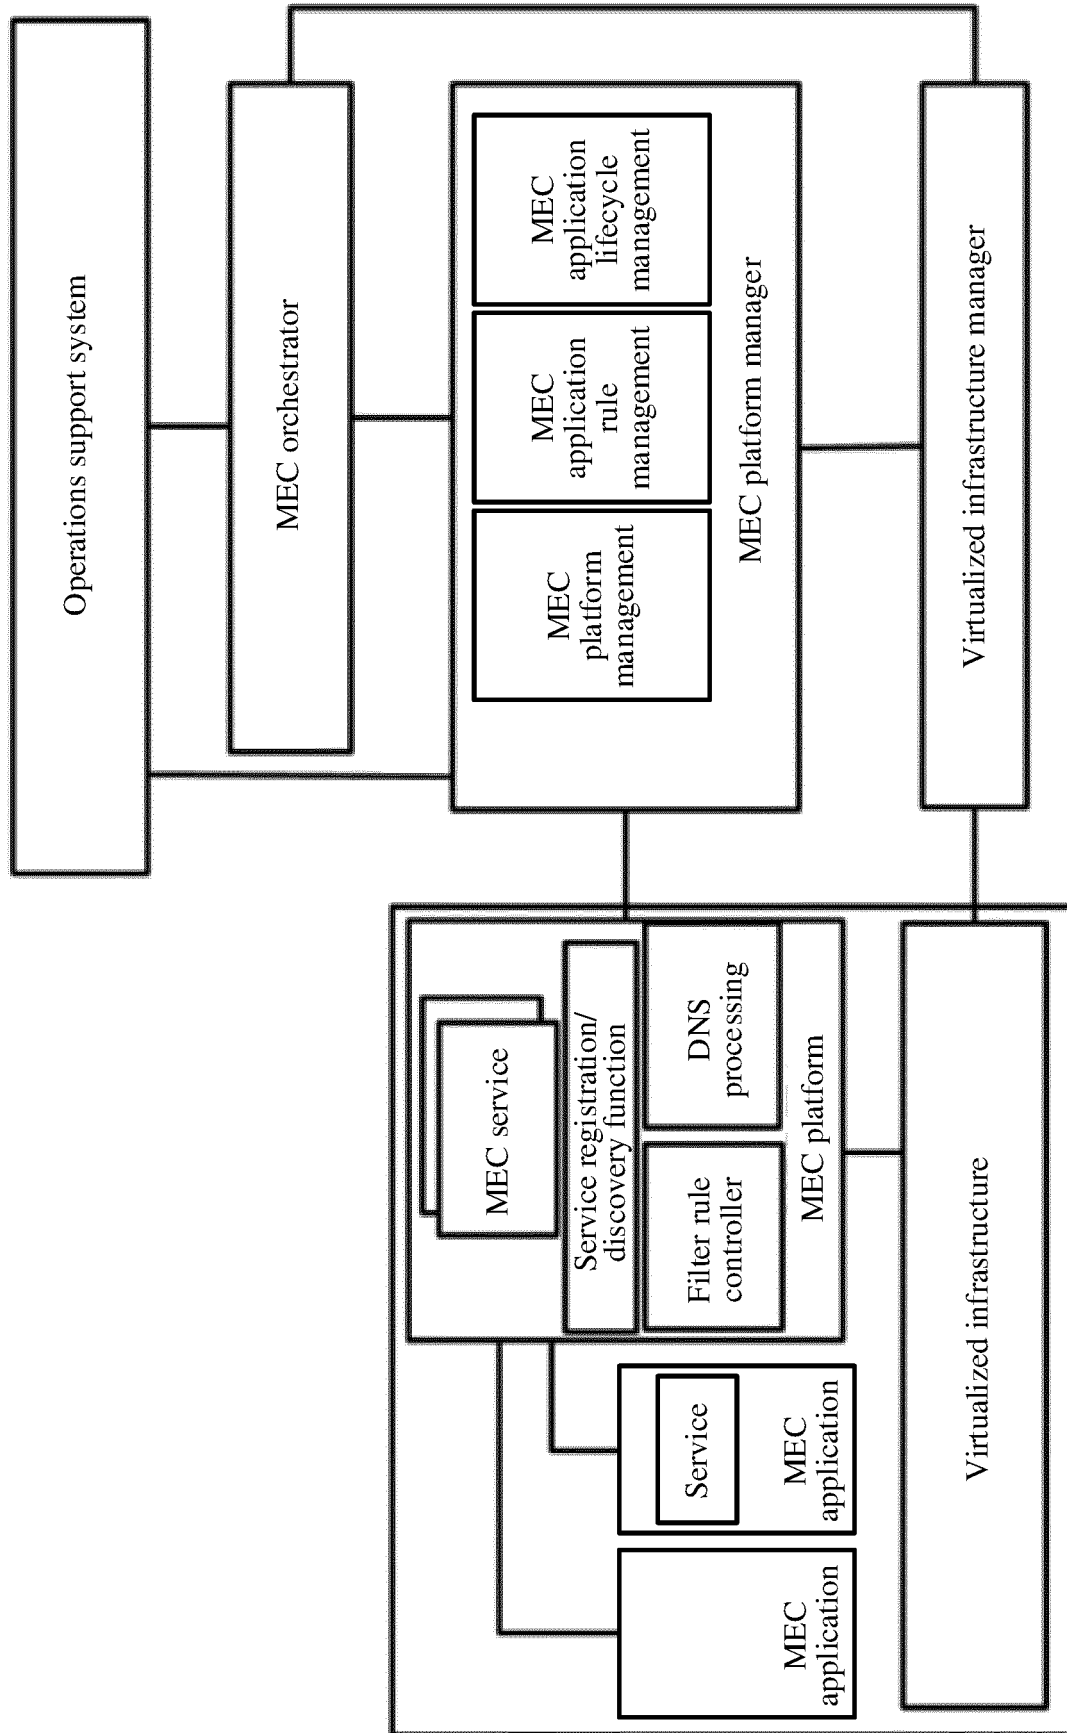 Operations support system
MEC orchestrator
MEC
platform
management
MEC
application
rule
management
MEC
application
lifecycle
management
MEC platform manager
Virtualized infrastructure manager
MEC service
Service registration/
discovery function
Filter rule
controller
DNS
processing
MEC platform
MEC
application
Service
MEC
application
Virtualized infrastructure